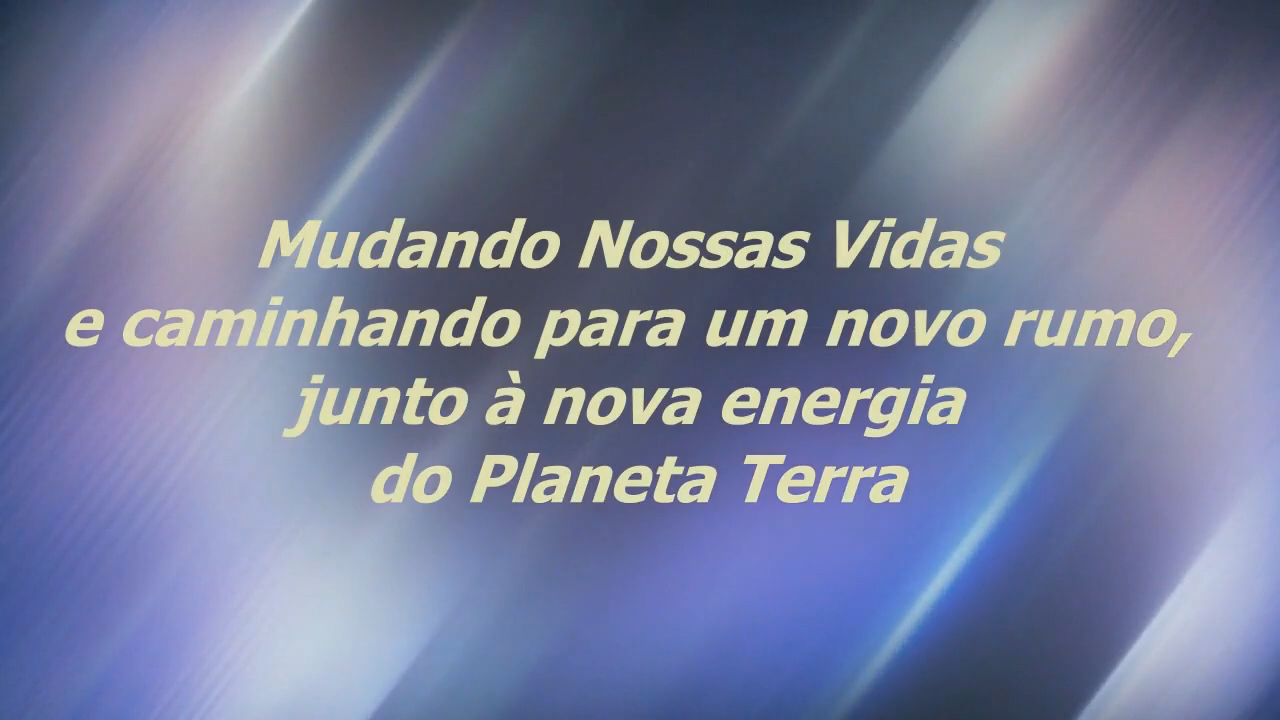 Mudando Nossas Vidas
e caminhando para um novo rumo,
junto à nova energia
do Planeta Terra